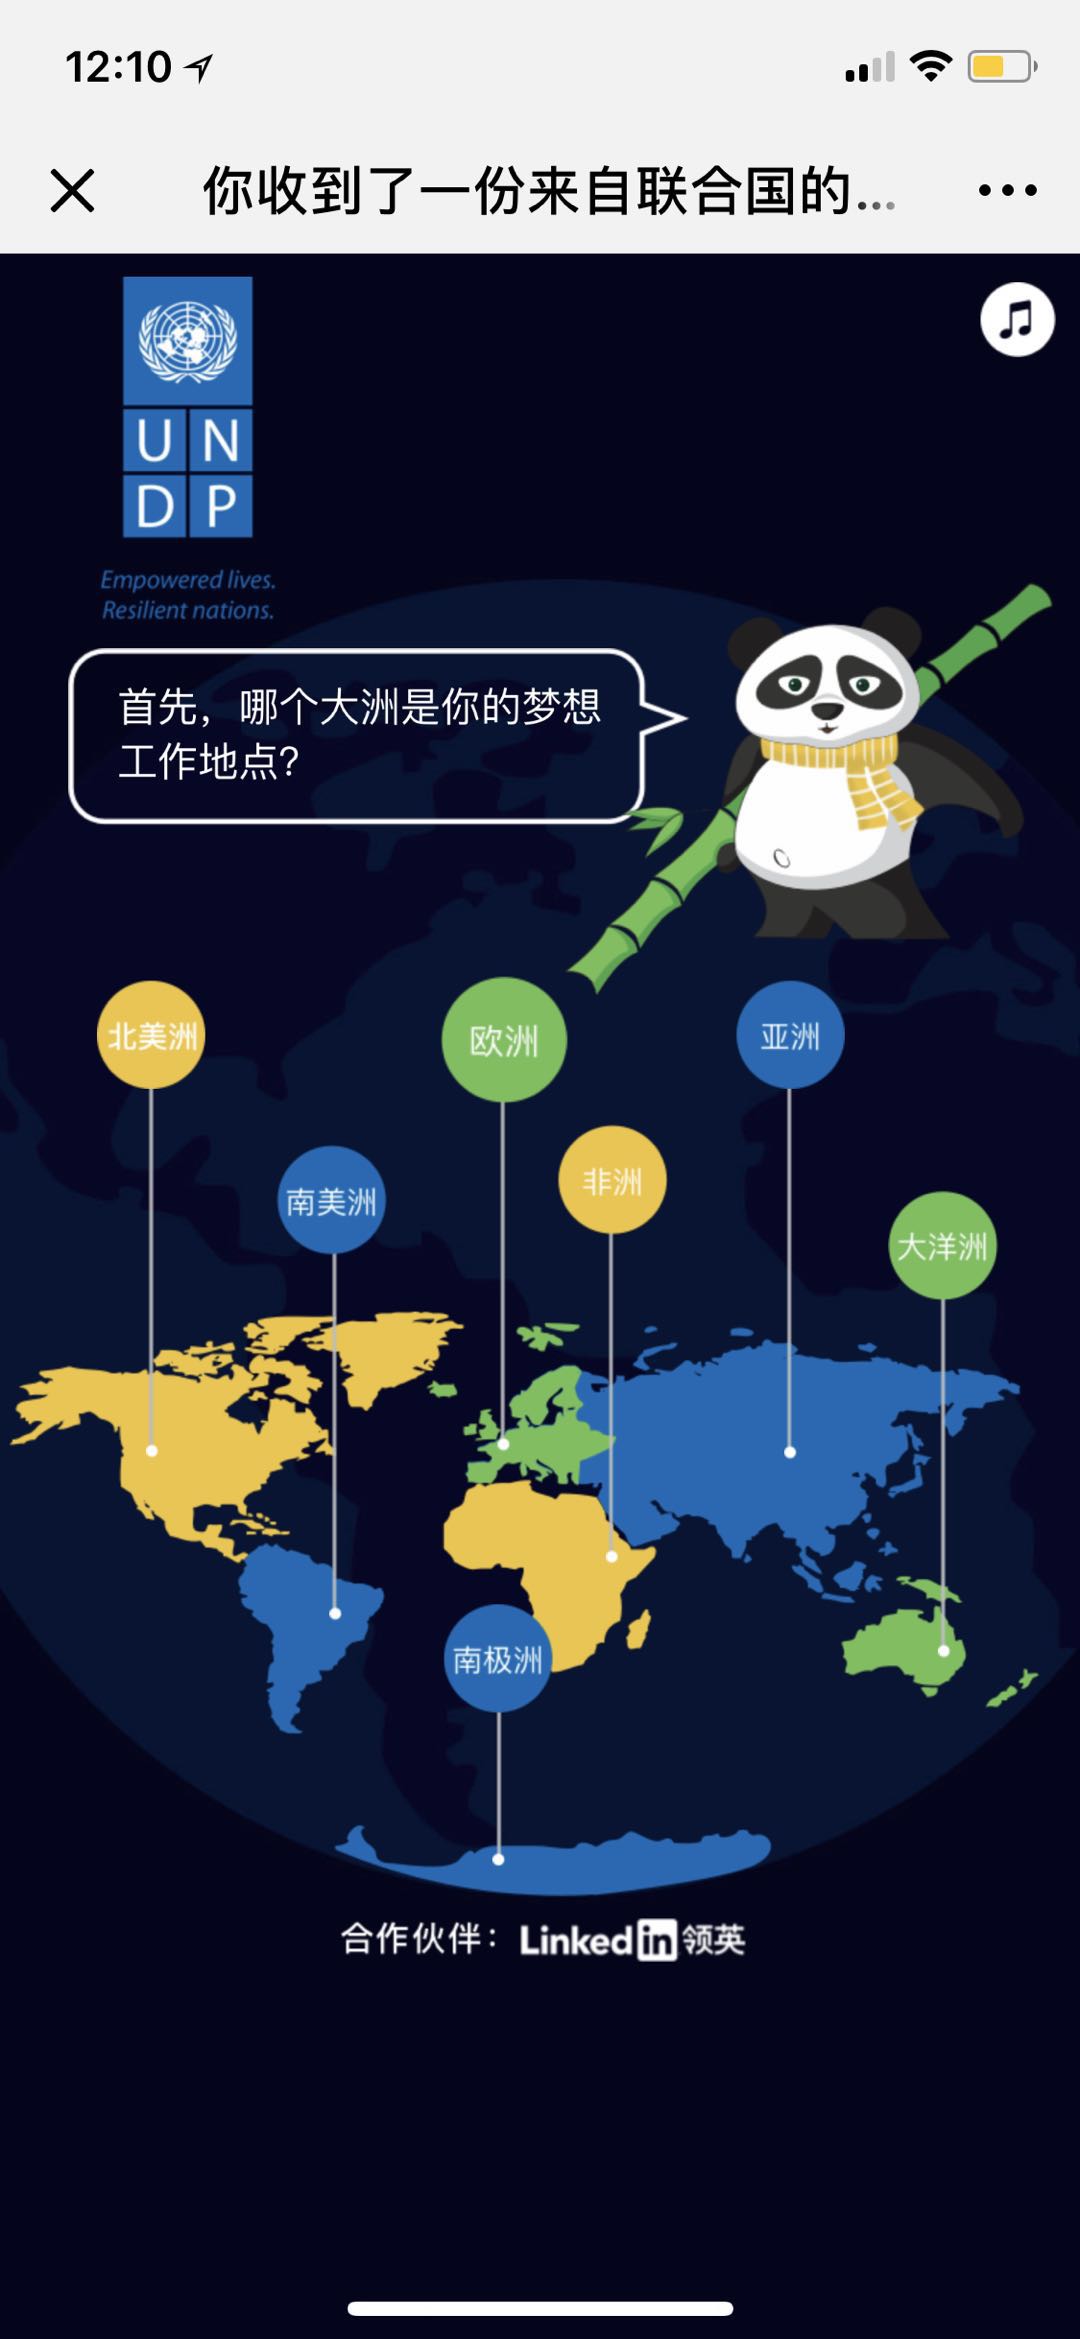 12:10
你收到了一份来自联合国的...
U N
D P
Empowered lives.
Resilient nations.
首先，哪个大洲是你的梦想
工作地点?
北美洲
欧洲
亚洲
非洲
南美洲
大洋洲
南极洲
合作伙伴：LinkedIn领英